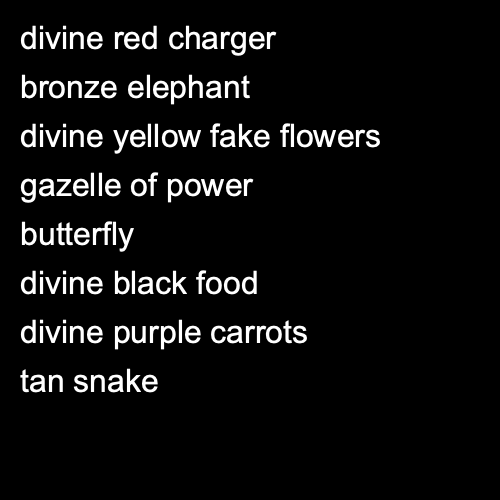 divine red charger
bronze elephant
divine yellow fake flowers
gazelle of power
butterfly
divine black food
divine purple carrots
tan snake